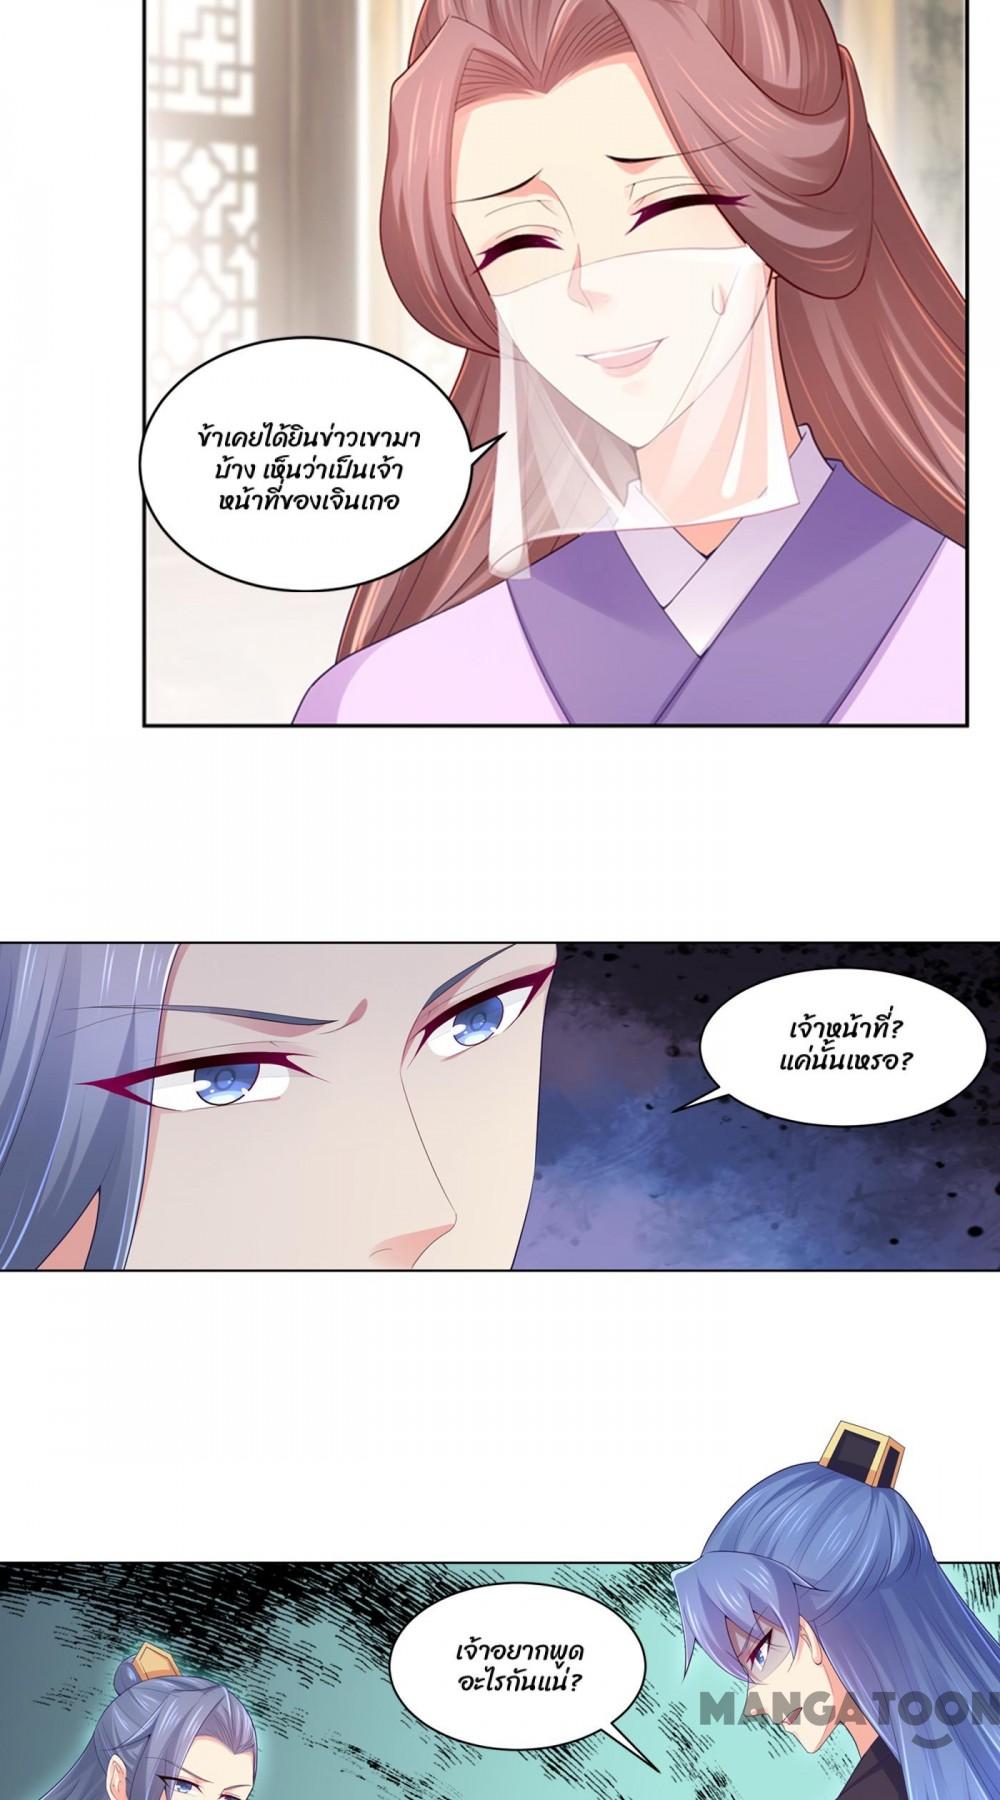 ข้าเคยได้ยินข่าวเขามา
บ้าง เห็นว่าเป็นเจ้า
หน้าที่ของเจินเกอ
เจ้าหน้าที่?
แค่นั้นเหรอ?
เจ้าอยากพูด
อะไรกันแน่?
MANGATOON